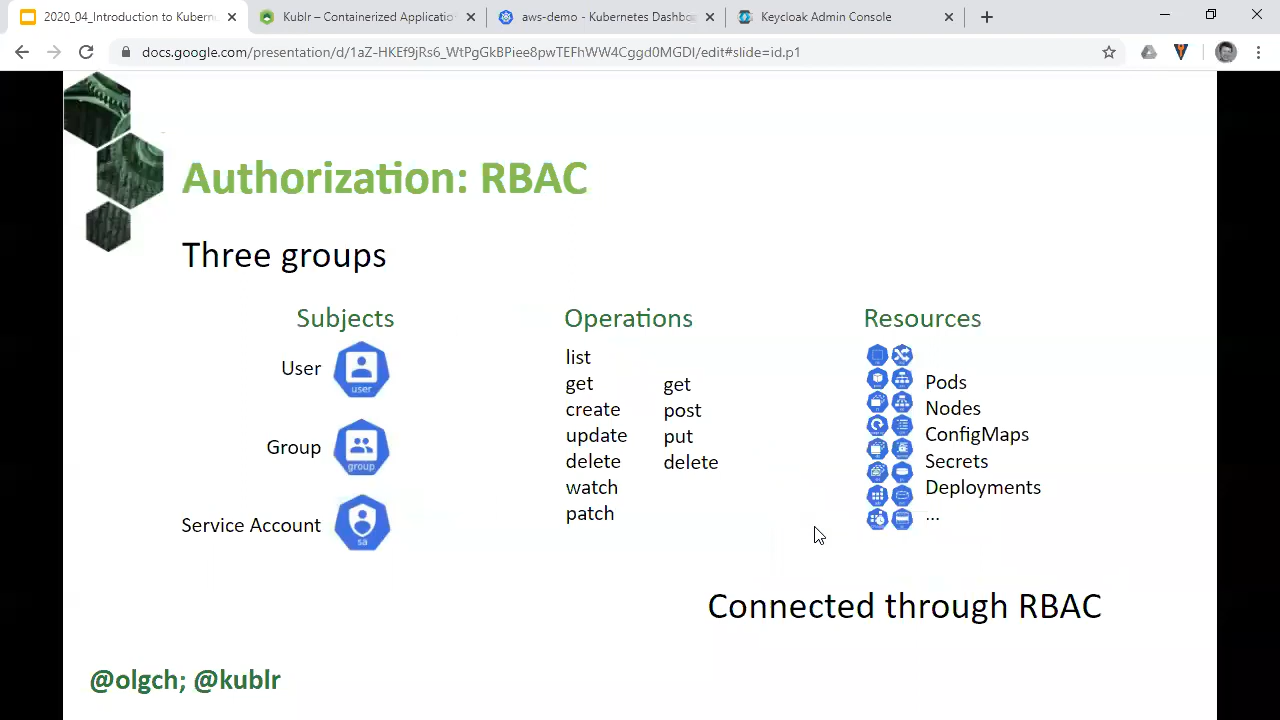 2020_04_Introduction to Kubern
Kublr – Containerized Applicatio
aws-demo - Kubernetes Dashbo
Keycloak Admin Console
docs.google.com/presentation/d/1aZ-HKEf9jRs6_WtPqGkBPiee8pwTEFhWW4Cggd0MGDI/edit#slide=id.p1
Authorization: RBAC
Three groups
Subjects
User
user
Group
group
Service Account
sa
Operations
list
get
create
update
delete
watch
patch
get
post
put
delete
Resources
Pods
Nodes
ConfigMaps
Secrets
Deployments
...
Connected through RBAC
@olgch; @kublr